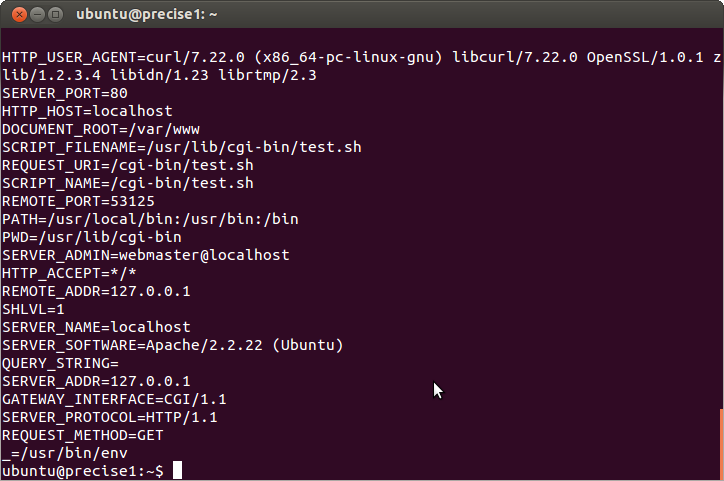 ubuntu@precise1: ~
HTTP_USER_AGENT=curl/7.22.0 (x86_64-pc-linux-gnu) libcurl/7.22.0 OpenSSL/1.0.1 z
lib/1.2.3.4 libidn/1.23 librtmp/2.3
SERVER_PORT=80
HTTP_HOST=localhost
DOCUMENT_ROOT=/var/www
SCRIPT_FILENAME=/usr/lib/cgi-bin/test.sh
REQUEST_URI=/cgi-bin/test.sh
SCRIPT_NAME=/cgi-bin/test.sh
REMOTE_PORT=53125
PATH=/usr/local/bin:/usr/bin:/bin
PWD=/usr/lib/cgi-bin
SERVER_ADMIN=webmaster@localhost
HTTP_ACCEPT=*/*
REMOTE_ADDR=127.0.0.1
SHLVL=1
SERVER_NAME=localhost
SERVER_SOFTWARE=Apache/2.2.22 (Ubuntu)
QUERY_STRING=
SERVER_ADDR=127.0.0.1
GATEWAY_INTERFACE=CGI/1.1
SERVER_PROTOCOL=HTTP/1.1
REQUEST_METHOD=GET
_=/usr/bin/env
ubuntu@precise1:~$